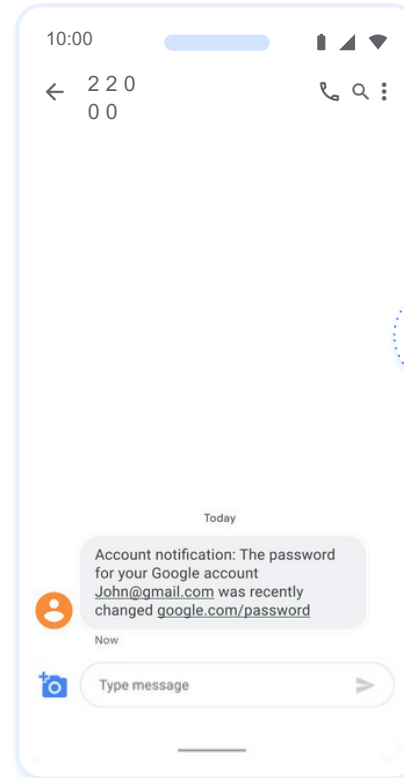 10:00
2 2 0
0 0
Today
Account notification: The password
for your Google account
John@gmail.com was recently
changed google.com/password
Now
Type message